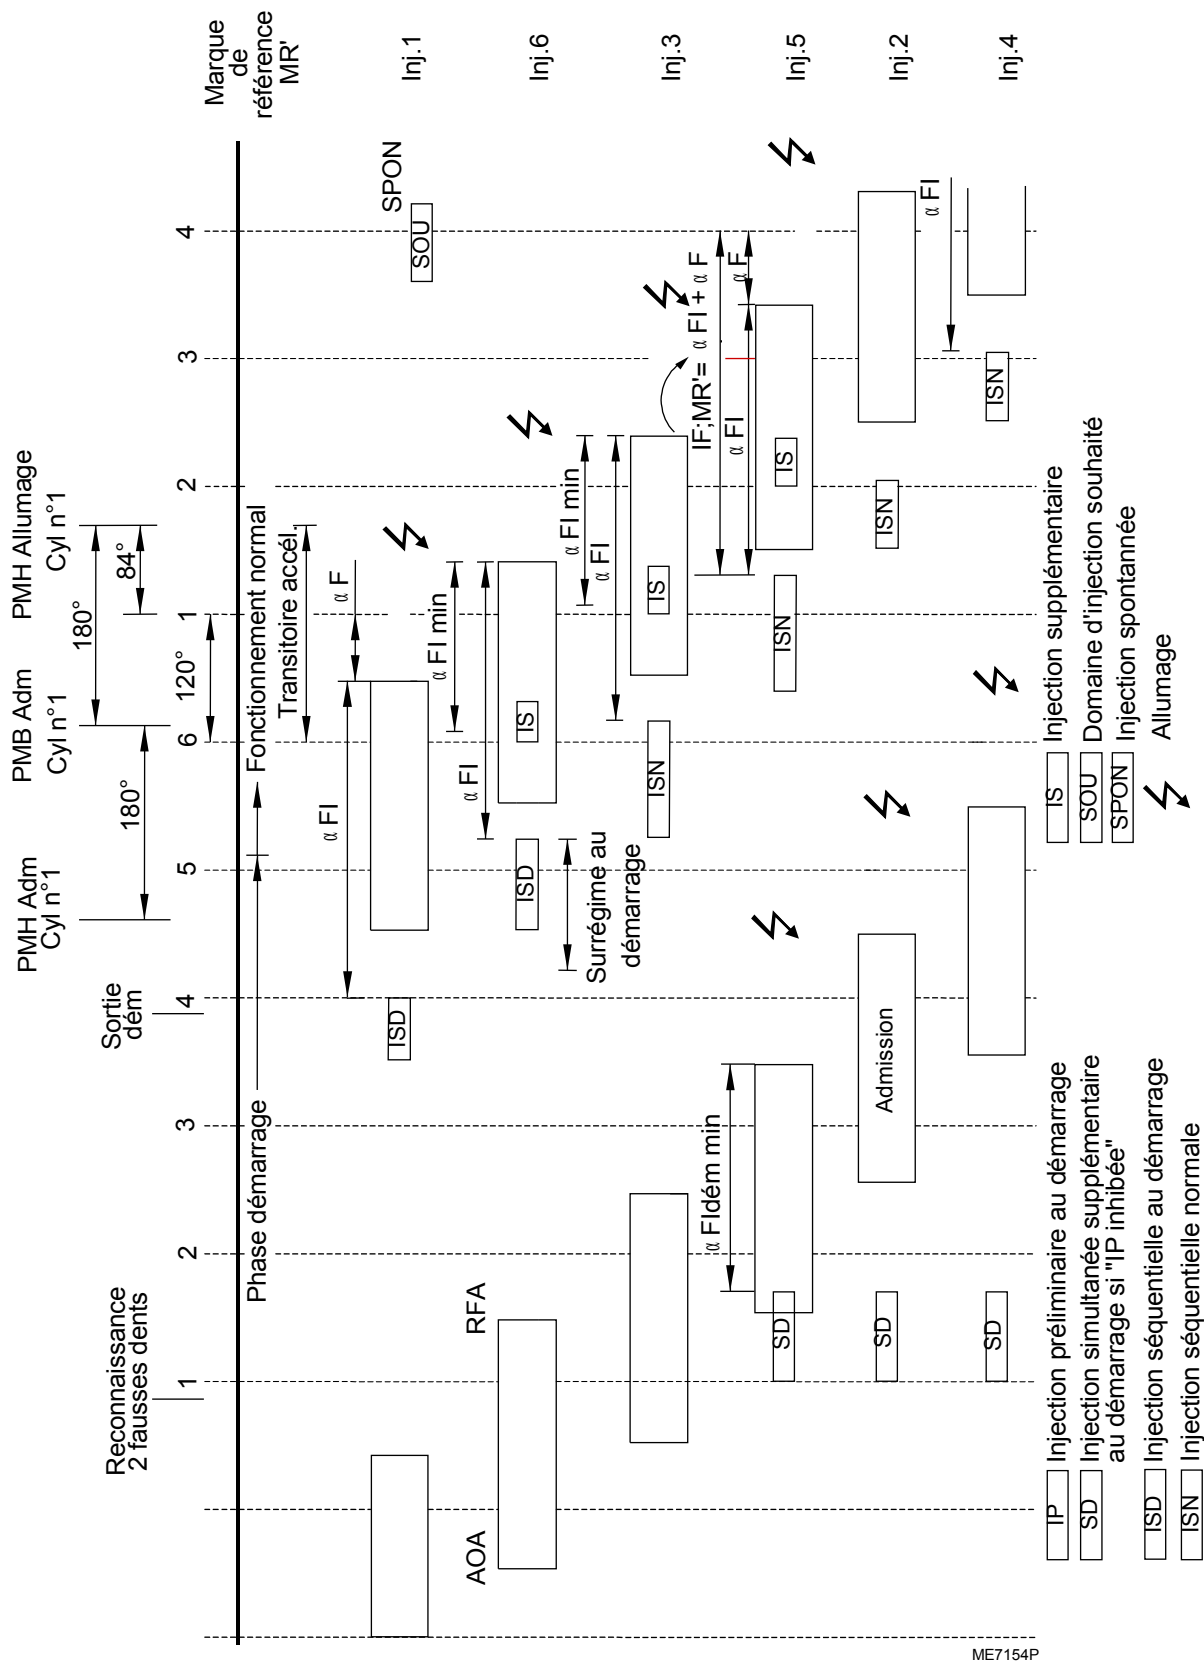 Marque
de
référence
MR'
Inj.1
Inj.6
Inj.3
Inj.5
Inj.2
Inj.4
Reconnaissance
2 fausses dents
Sortie
dém
PMH Adm
Cyl n°1
PMB Adm
Cyl n°1
PMH Allumage
Cyl n°1
180°
180°
120°
84°
1
2
3
4
5
6
1
2
3
4
Phase démarrage
Fonctionnement normal
Transitoire accél.
ISD
α FI
α F
SOU
SPON
AOA
RFA
ISD
α FI
α FI min
IS
Surrégime au
démarrage
ISN
α FI
α FI min
IS
α FIdém min
SD
ISN
IS
IF;MR'= α FI + α F
α FI
α F
SD
Admission
ISN
SD
ISN
α FI
IP
Injection préliminaire au démarrage
SD
Injection simultanée supplémentaire
au démarrage si "IP inhibée"
ISD
Injection séquentielle au démarrage
ISN
Injection séquentielle normale
IS
Injection supplémentaire
SOU
Domaine d'injection souhaité
SPON
Injection spontannée
Allumage
ME7154P